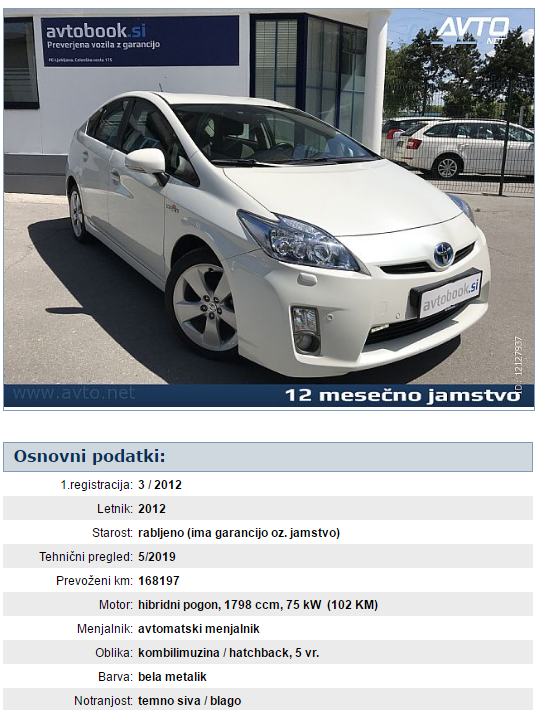 autobook.si
Preverjena vozila z garancijo
PE Ljubljana, Celovška cesta 175
AVTO
NET
autobook.si
ID: 12127937
www.avto.net
12 mesečno jamstvo
Osnovni podatki:
1.registracija: 3 / 2012
Letnik: 2012
Starost: rabljeno (ima garancijo oz. jamstvo)
Tehnični pregled: 5/2019
Prevoženi km: 168197
Motor: hibridni pogon, 1798 ccm, 75 kW (102 KM)
Menjalnik: avtomatski menjalnik
Oblika: kombilimuzina / hatchback, 5 vr.
Barva: bela metalik
Notranjost: temno siva / blago